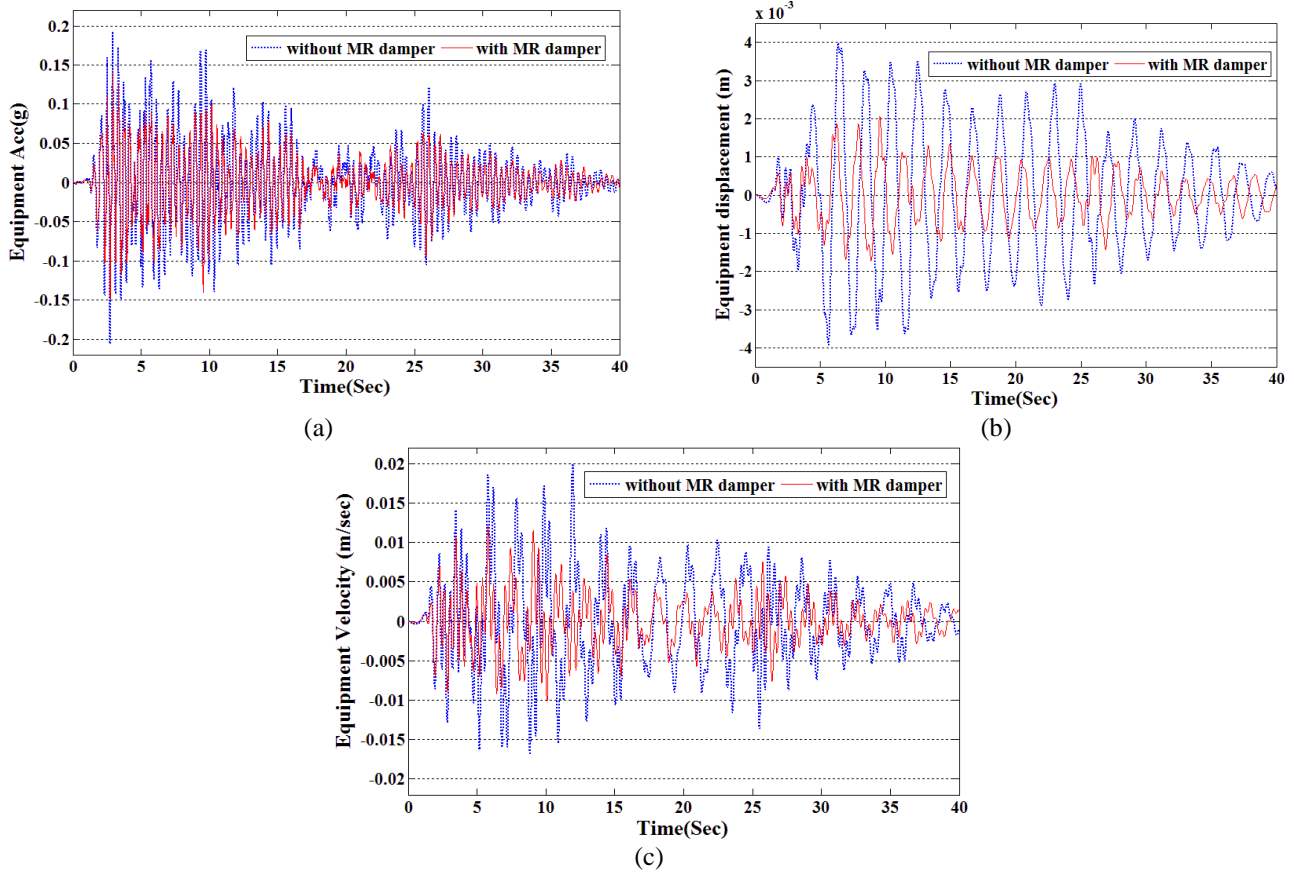 0.2
0.15
0.1
0.05
0
-0.05
-0.1
-0.15
-0.2
Equipment Acc(g)
without MR damper with MR damper
0 5 10 15 20 25 30 35 40
Time(Sec)
(a)
x 10-3
4
3
2
1
0
-1
-2
-3
-4
Equipment displacement (m)
without MR damper with MR damper
0 5 10 15 20 25 30 35 40
Time(Sec)
(b)
0.02
0.015
0.01
0.005
0
-0.005
-0.01
-0.015
-0.02
Equipment Velocity (m/sec)
without MR damper with MR damper
0 5 10 15 20 25 30 35 40
Time(Sec)
(c)